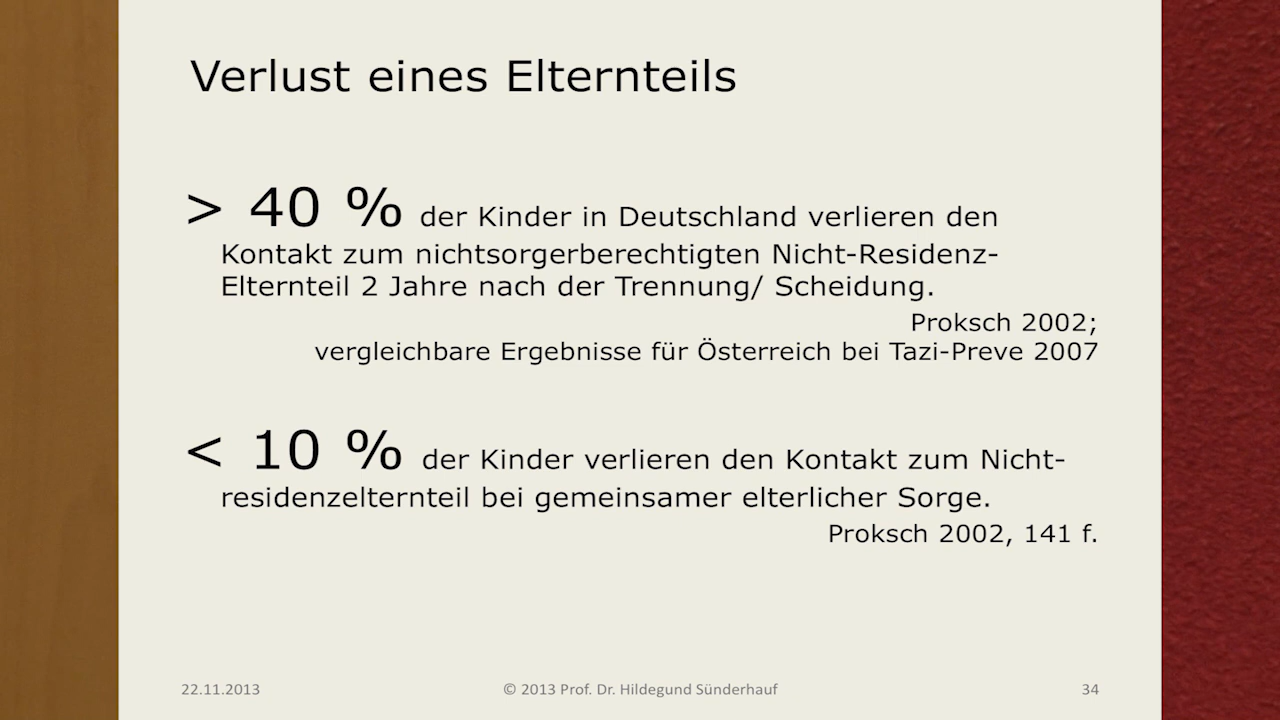 Verlust eines Elternteils
> 40 % der Kinder in Deutschland verlieren den
Kontakt zum nichtsorgerberechtigten Nicht-Residenz-
Elternteil 2 Jahre nach der Trennung/ Scheidung.
Proksch 2002;
vergleichbare Ergebnisse für Österreich bei Tazi-Preve 2007
< 10 % der Kinder verlieren den Kontakt zum Nicht-
residenzelternteil bei gemeinsamer elterlicher Sorge.
Proksch 2002, 141 f.
22.11.2013
© 2013 Prof. Dr. Hildegund Sünderhauf
34